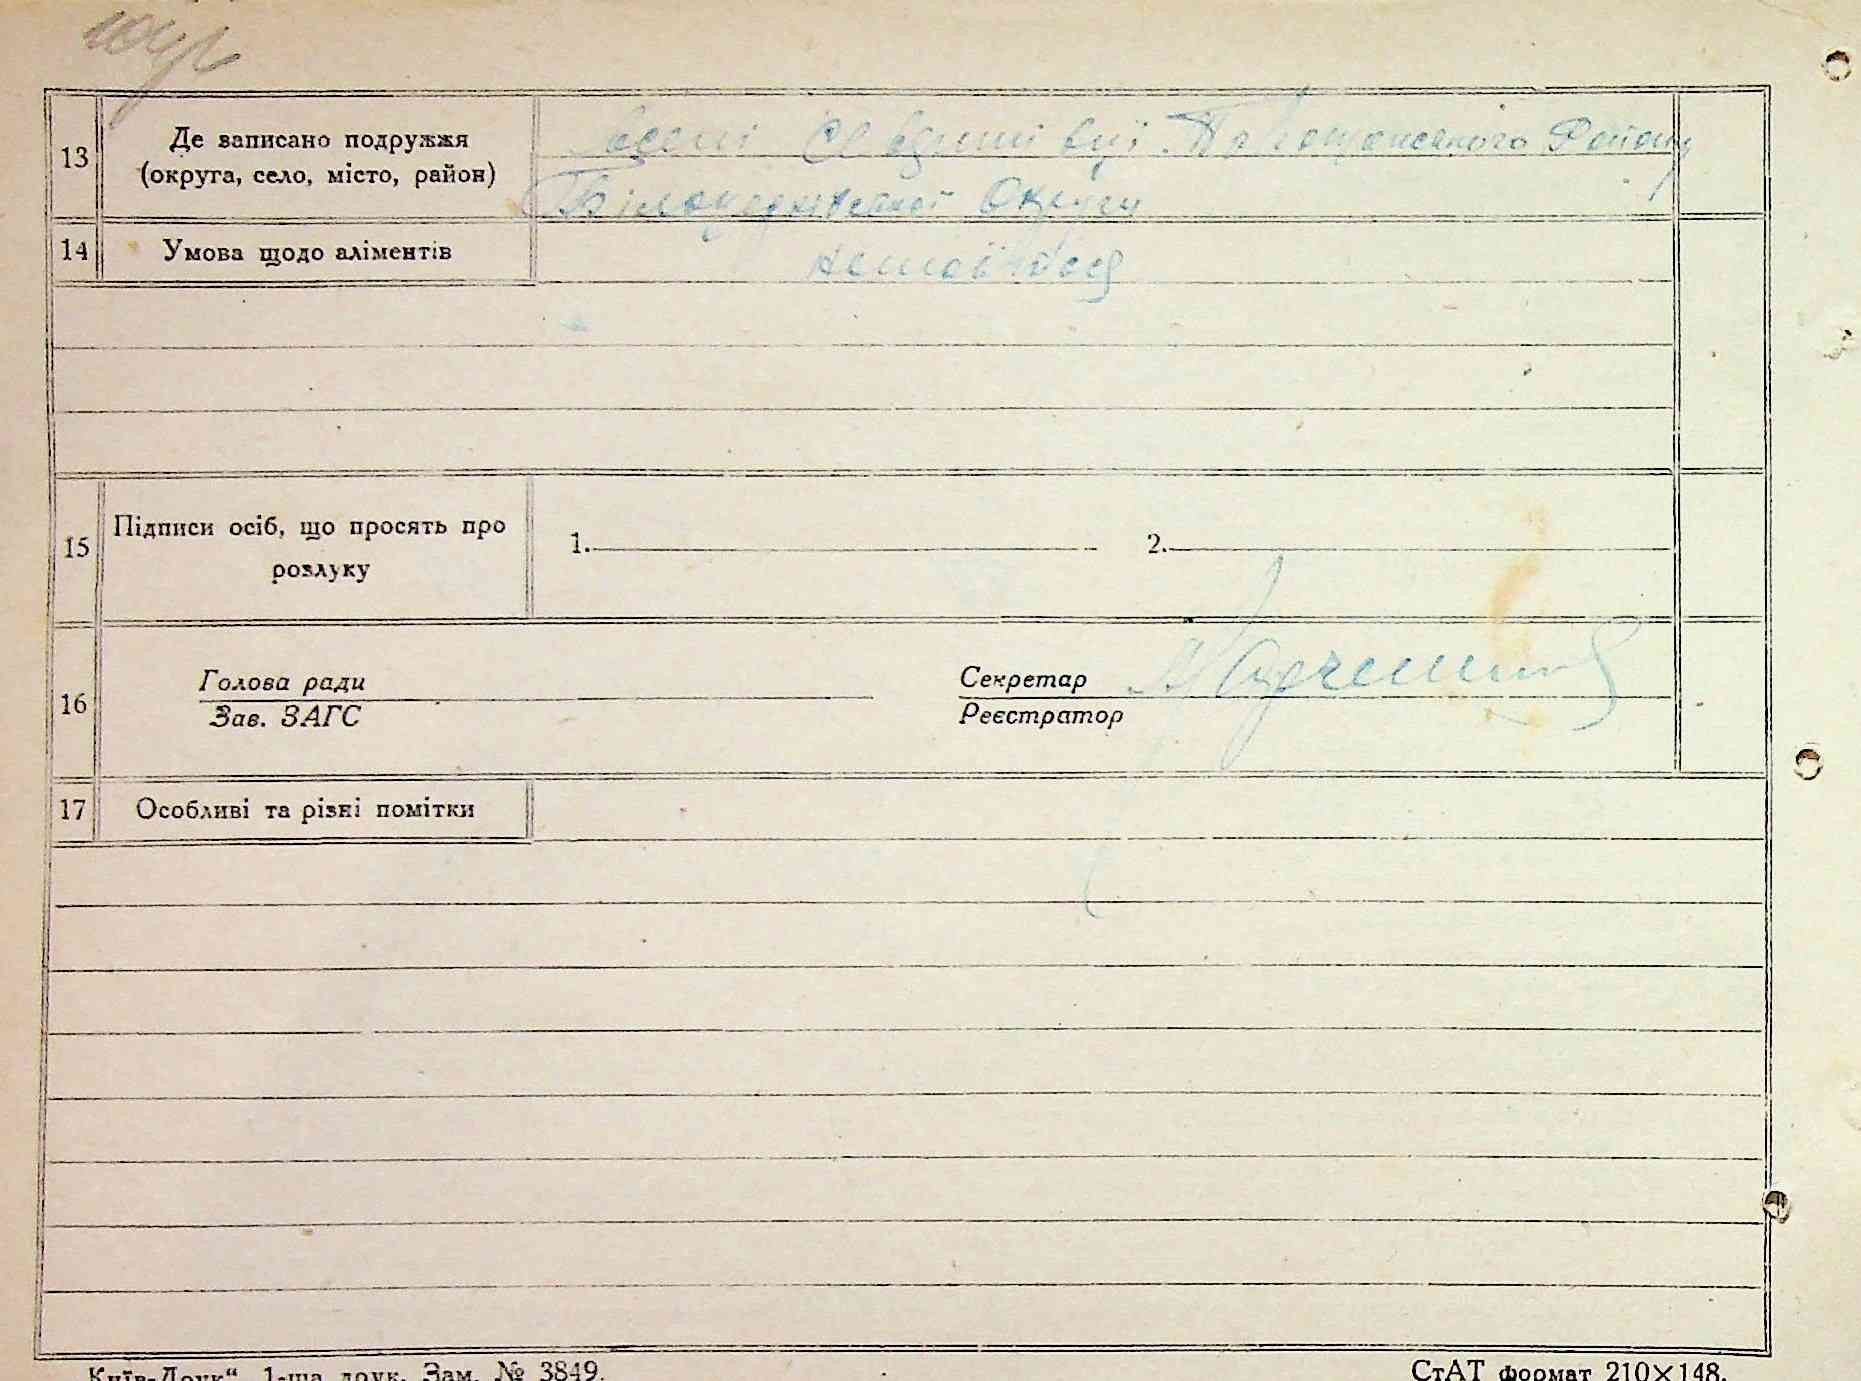 13
Де записано подружжя
(округа, село, місто, район)
в селі Району
Білоцерківської Округи
14
Умова щодо аліментів
15
Підписи осіб, що просять про
розлуку
1.
2.
16
Голова ради
Зав. ЗАГС
Секретар
Реєстратор
17
Особливі та різні помітки
„Київ-Друк“ 1-ша друк. Зам. № 3849.
СтАТ формат 210×148.